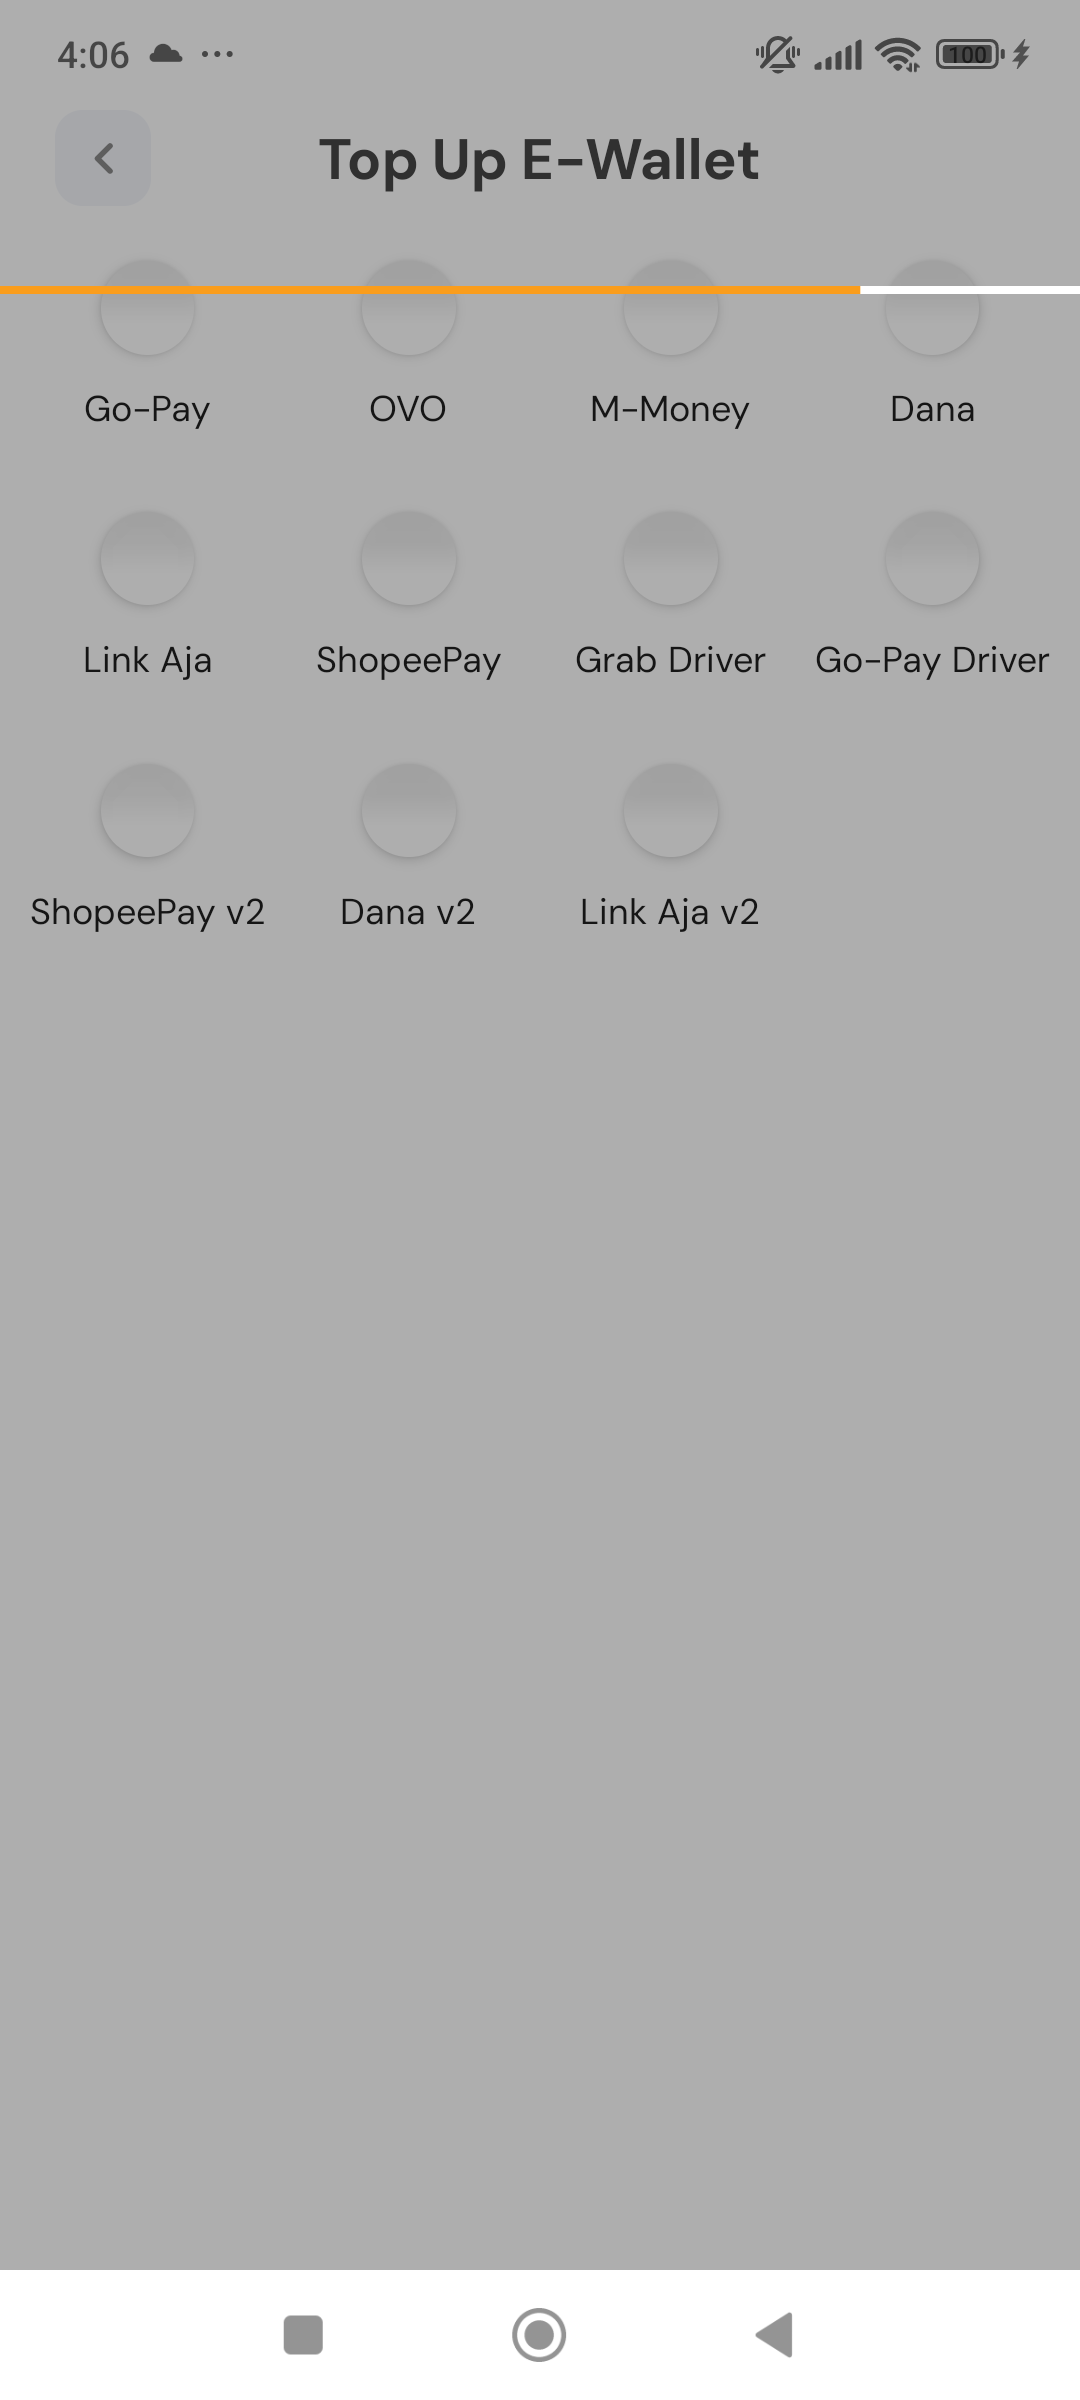 4:06
100
Top Up E-Wallet
Go-Pay
OVO
M-Money
Dana
Link Aja
ShopeePay
Grab Driver
Go-Pay Driver
ShopeePay v2
Dana v2
Link Aja v2